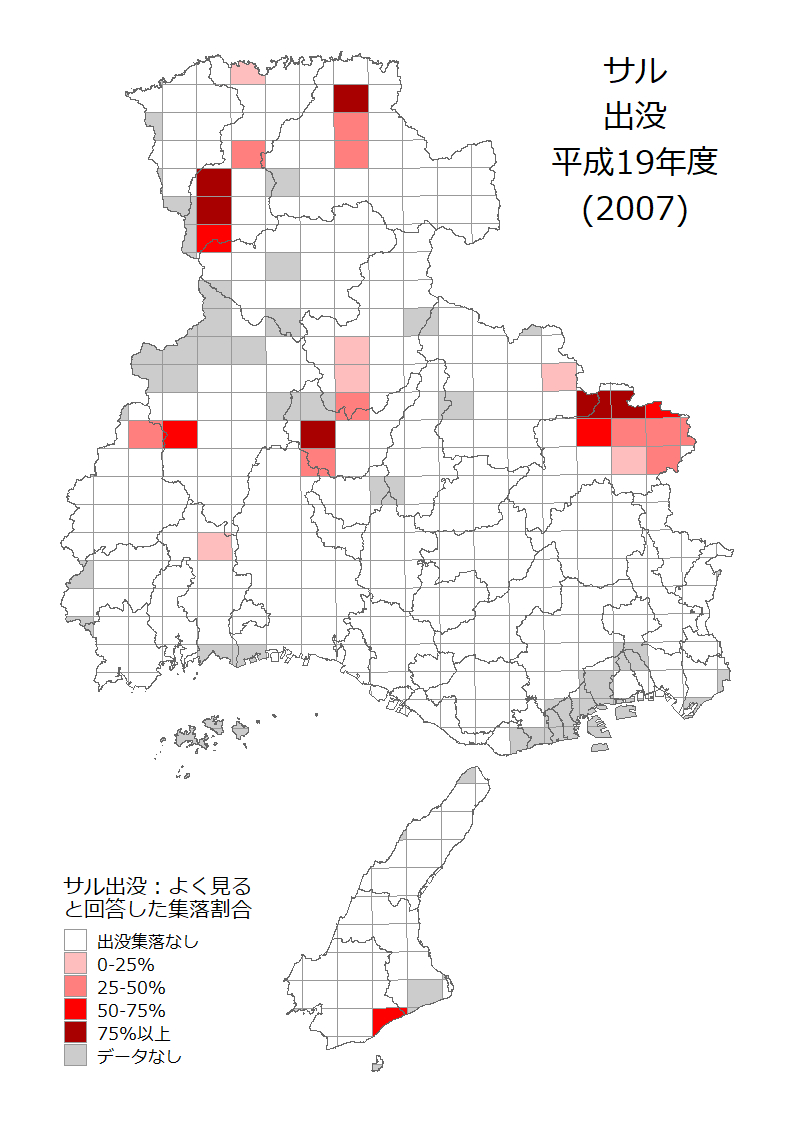 サル
出没
平成19年度
(2007)
サル出没：よく見る
と回答した集落割合
出没集落なし
0-25%
25-50%
50-75%
75%以上
データなし